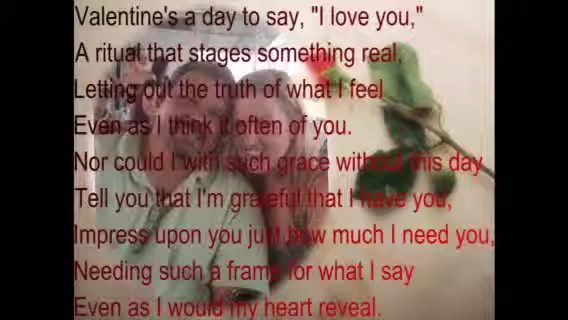 Valentine's a day to say, "I love you,"
A ritual that stages something real.
Letting out the truth of what I feel
Even as I think it often of you.
Nor could I with such grace without this day
Tell you that I'm grateful that I have you,
Impress upon you just how much I need you,
Needing such a frame for what I say
Even as I would my heart reveal.